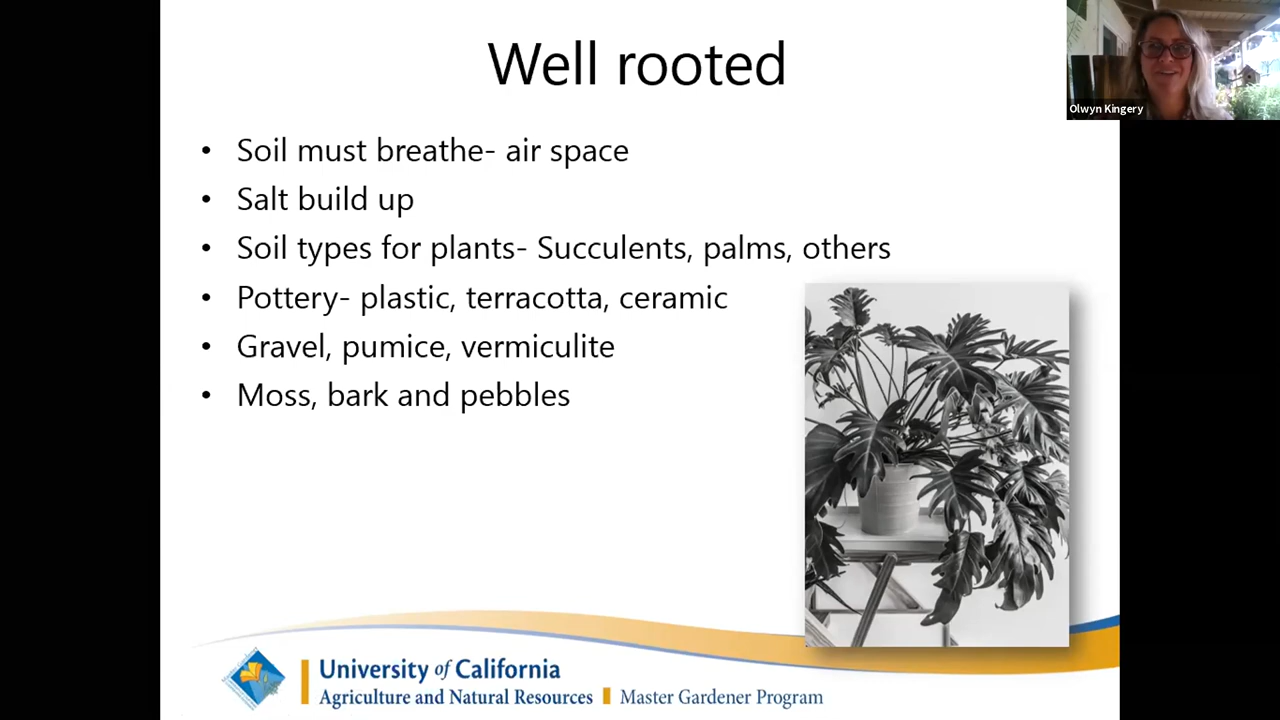 Well rooted
Olwyn Kingery
• Soil must breathe- air space
• Salt build up
• Soil types for plants- Succulents, palms, others
• Pottery- plastic, terracotta, ceramic
• Gravel, pumice, vermiculite
• Moss, bark and pebbles
University of California
Agriculture and Natural Resources Master Gardener Program